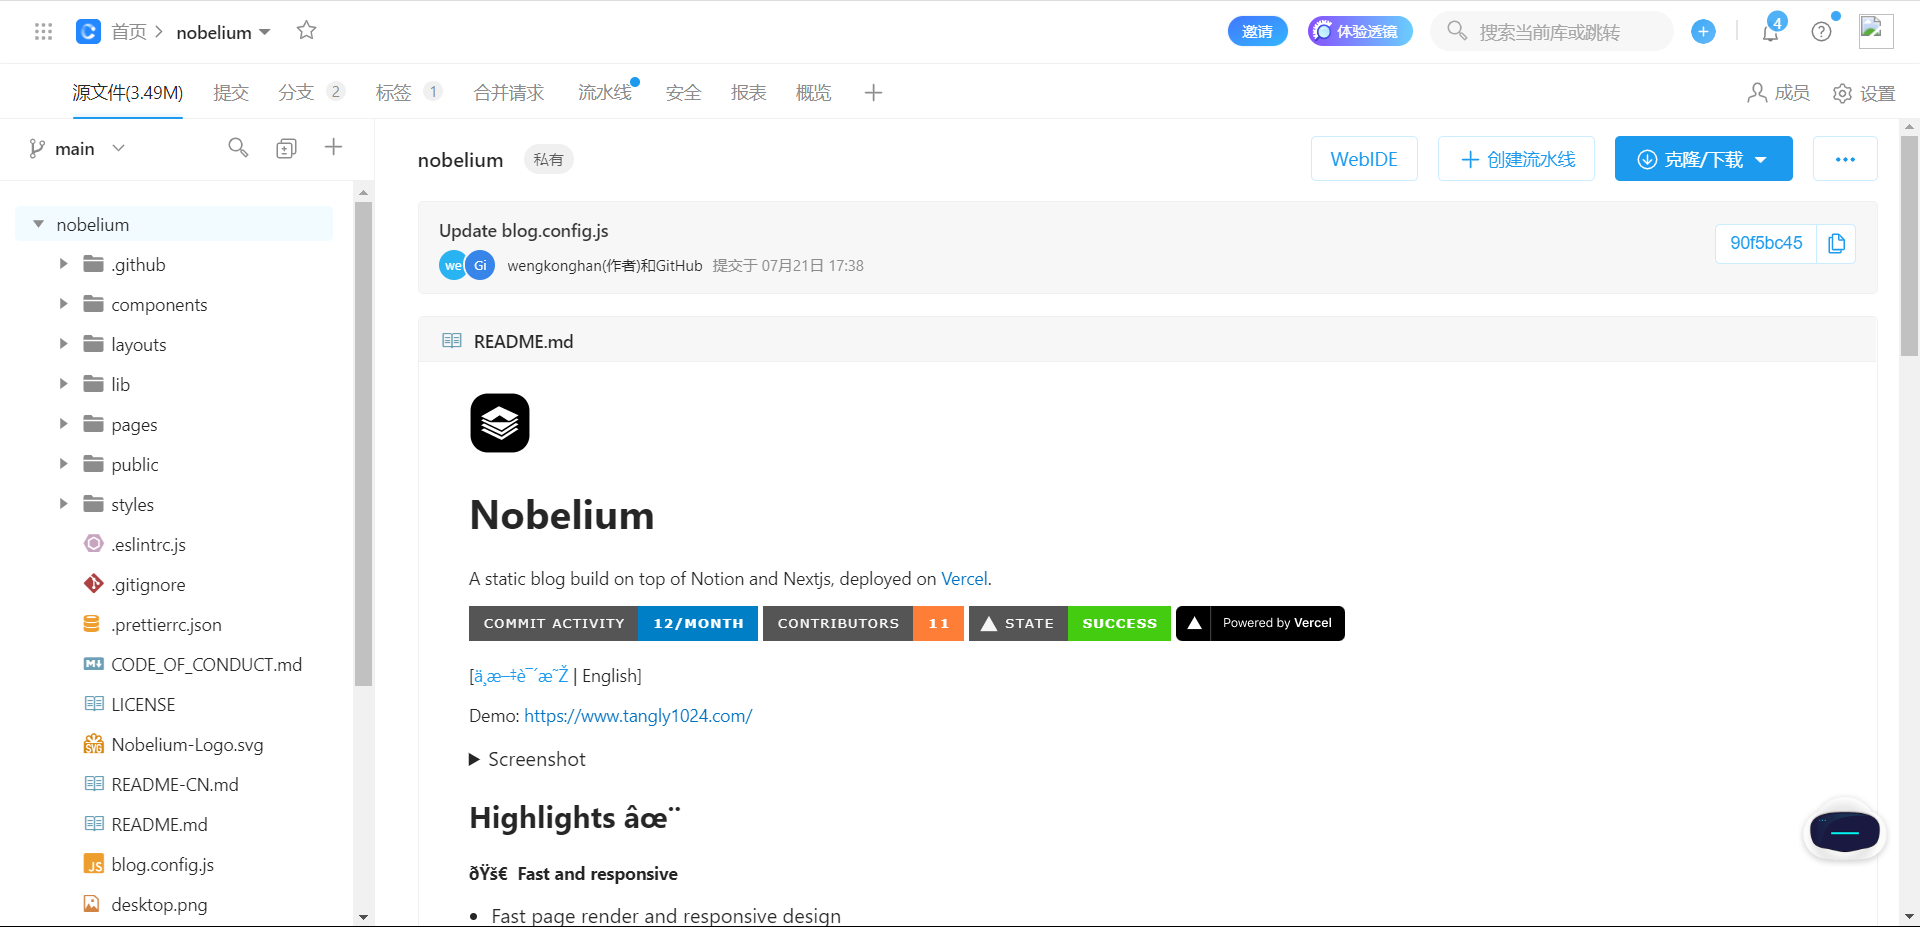 首页 nobelium
邀请 体验透镜 搜索当前库或跳转 4
源文件(3.49M) 提交 分支 2 标签 1 合并请求 流水线 安全 报表 概览
成员 设置
main
nobelium
.github
components
layouts
lib
pages
public
styles
.eslintrc.js
.gitignore
.prettierrc.json
CODE_OF_CONDUCT.md
LICENSE
Nobelium-Logo.svg
README-CN.md
README.md
blog.config.js
desktop.png
nobelium 私有
WebIDE 创建流水线 克隆/下载
Update blog.config.js
we Gi wengkonghan(作者)和GitHub 提交于 07月21日 17:38
90f5bc45
README.md
Nobelium
A static blog build on top of Notion and Nextjs, deployed on Vercel.
COMMIT ACTIVITY 12/MONTH CONTRIBUTORS 11 STATE SUCCESS Powered by Vercel
[ä¸æ–‡è¯´æ˜Ž | English]
Demo: https://www.tangly1024.com/
Screenshot
Highlights âœ¨
ðŸš€ Fast and responsive
Fast page render and responsive design